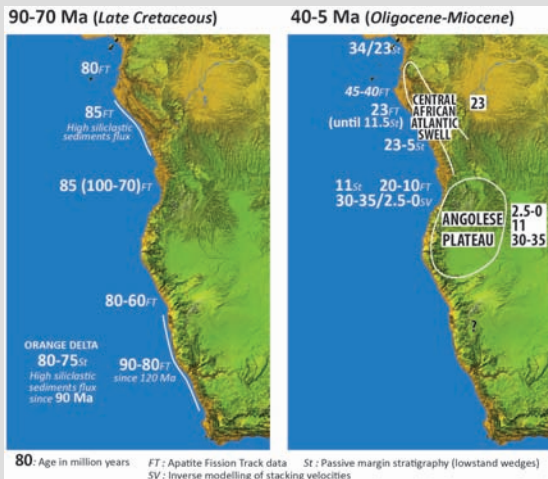 90-70 Ma (Late Cretaceous)
80FT
85FT
High siliclastic
sediments flux
85 (100-70)FT
80-60FT
ORANGE DELTA
80-75St
High siliclastic
sediments flux
since 90 Ma
90-80FT
since 120 Ma
40-5 Ma (Oligocene-Miocene)
34/23St
45-40FT
23FT
(until 11.5St)
23-5St
CENTRAL
AFRICAN
ATLANTIC
SWELL
23
11St 20-10FT
30-35/2.5-0SV
ANGOLESE
PLATEAU
2.5-0
11
30-35
?
80: Age in million years FT : Apatite Fission Track data St : Passive margin stratigraphy (lowstand wedges)
SV : Inverse modelling of stacking velocities